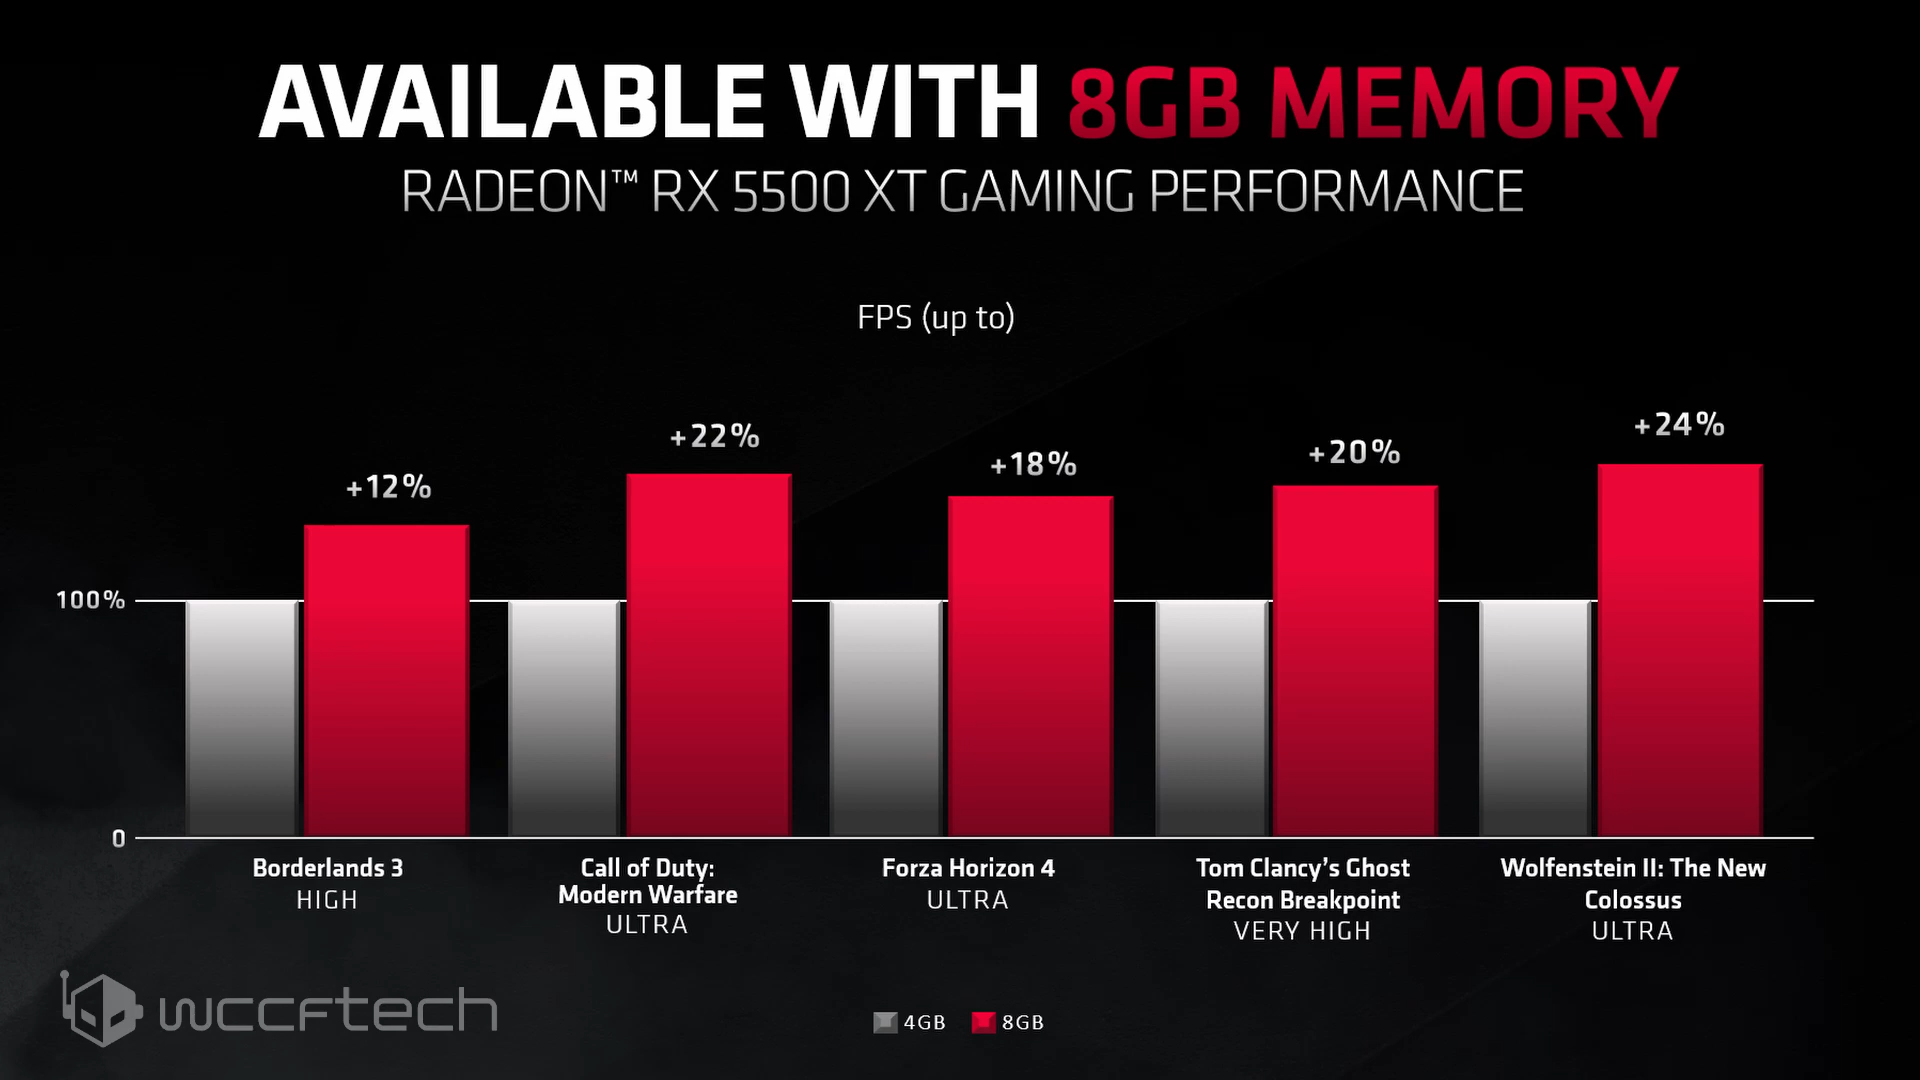 AVAILABLE WITH 8GB MEMORY
RADEON™ RX 5500 XT GAMING PERFORMANCE
FPS (up to)
+12%
+22%
+18%
+20%
+24%
100%
0
Borderlands 3
HIGH
Call of Duty:
Modern Warfare
ULTRA
Forza Horizon 4
ULTRA
Tom Clancy’s Ghost
Recon Breakpoint
VERY HIGH
Wolfenstein II: The New
Colossus
ULTRA
wccftech
4GB 8GB